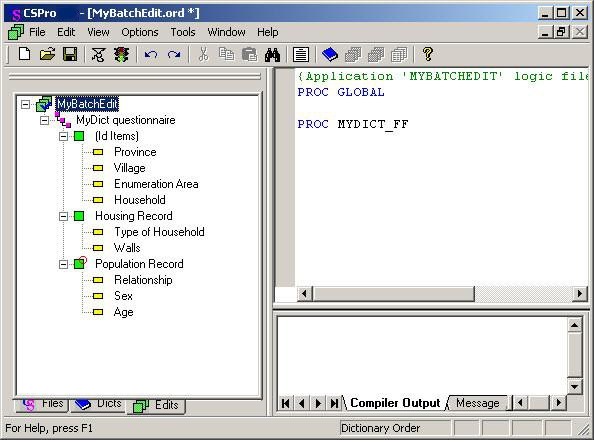 CSPro - [MyBatchEdit.ord *]
File Edit View Options Tools Window Help
MyBatchEdit
MyDict questionnaire
(Id Items)
Province
Village
Enumeration Area
Household
Housing Record
Type of Household
Walls
Population Record
Relationship
Sex
Age
Files Dicts Edits
{Application 'MYBATCHEDIT' logic file
PROC GLOBAL
PROC MYDICT_FF
Compiler Output Message
For Help, press F1 Dictionary Order